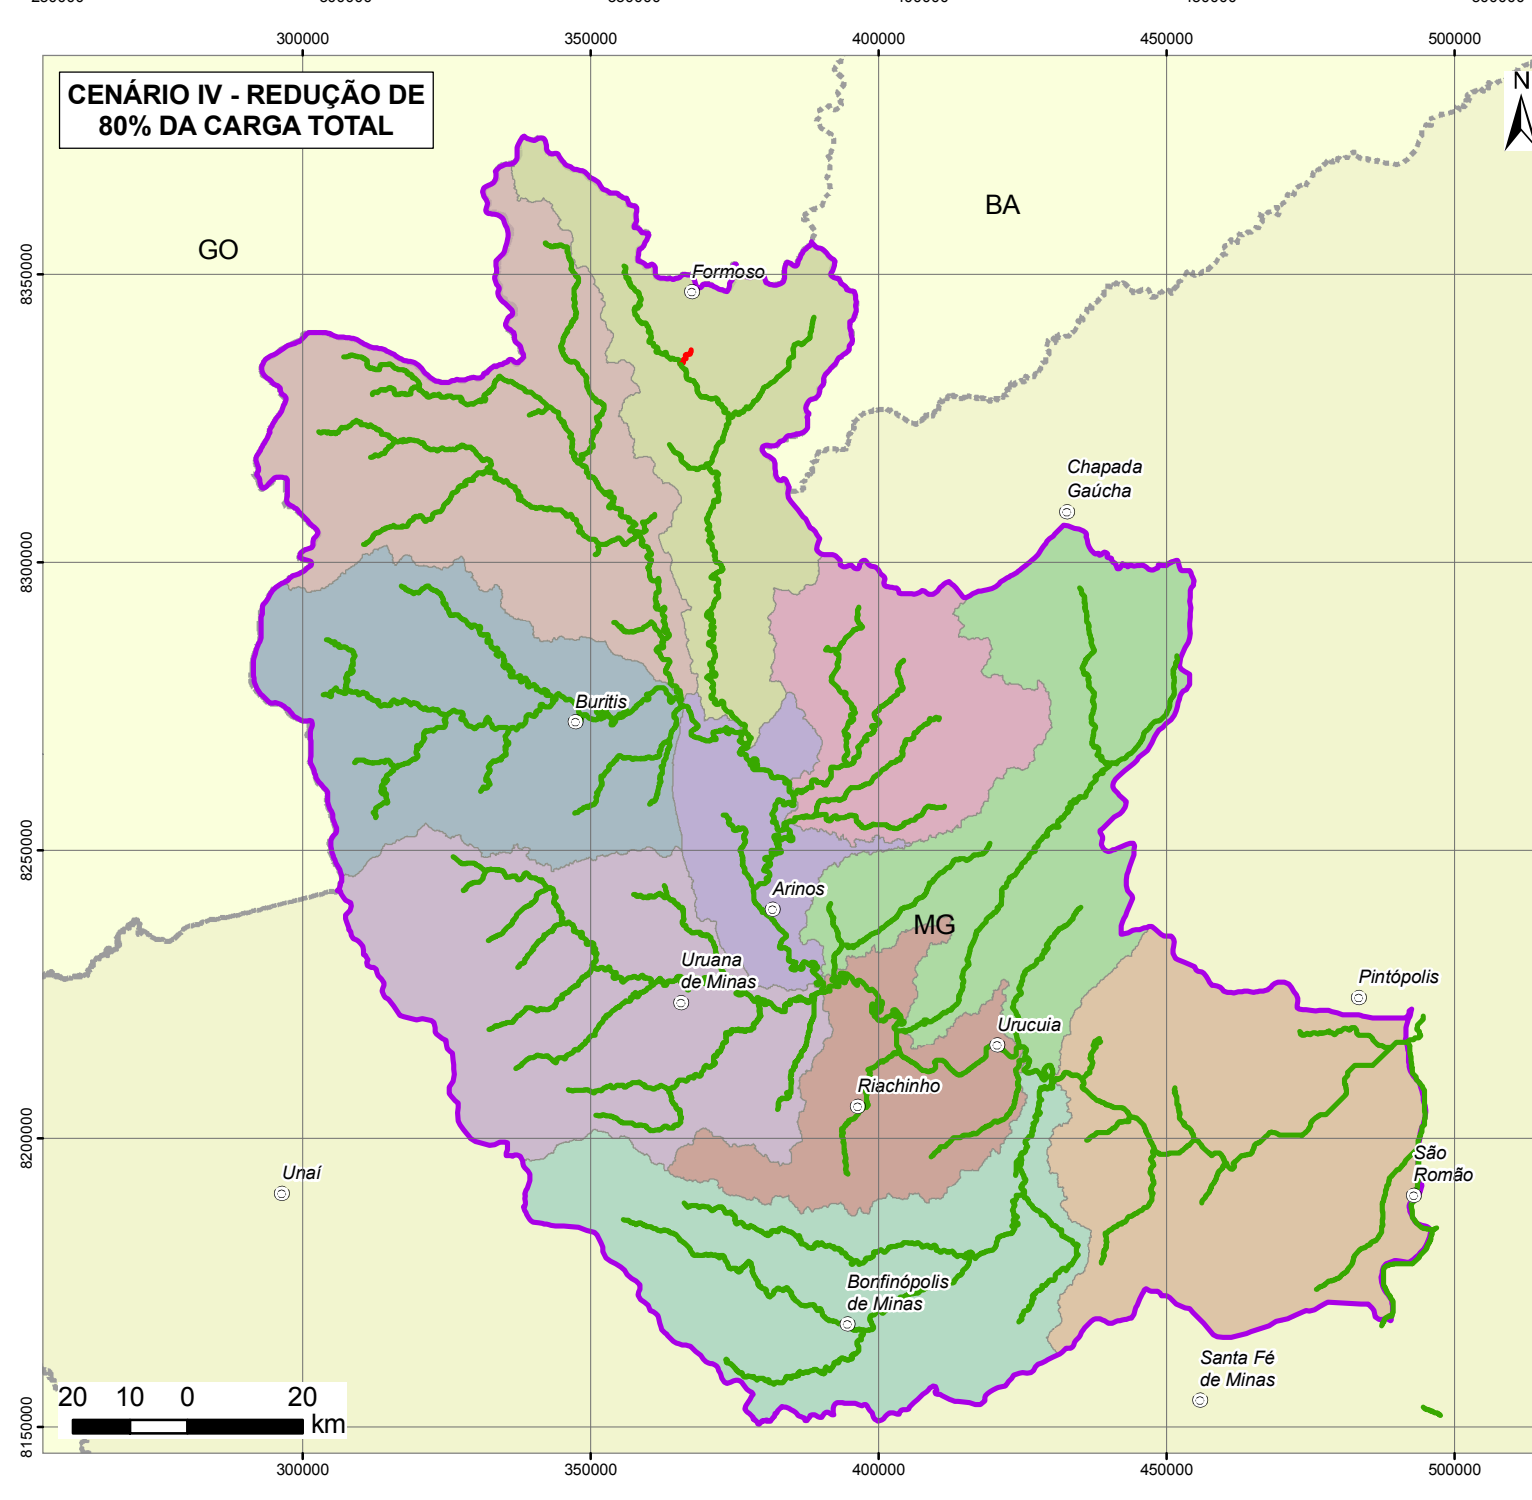 300000 350000 400000 450000 500000
CENÁRIO IV - REDUÇÃO DE
80% DA CARGA TOTAL
N
BA
GO
8350000
Formoso
Chapada
Gaúcha
8300000
Buritis
8250000
Arinos
MG
Uruana
de Minas
Pintópolis
Urucuia
Riachinho
8200000
Unaí
São
Romão
Bonfinópolis
de Minas
Santa Fé
de Minas
20 10 0 20
km
8150000
300000 350000 400000 450000 500000